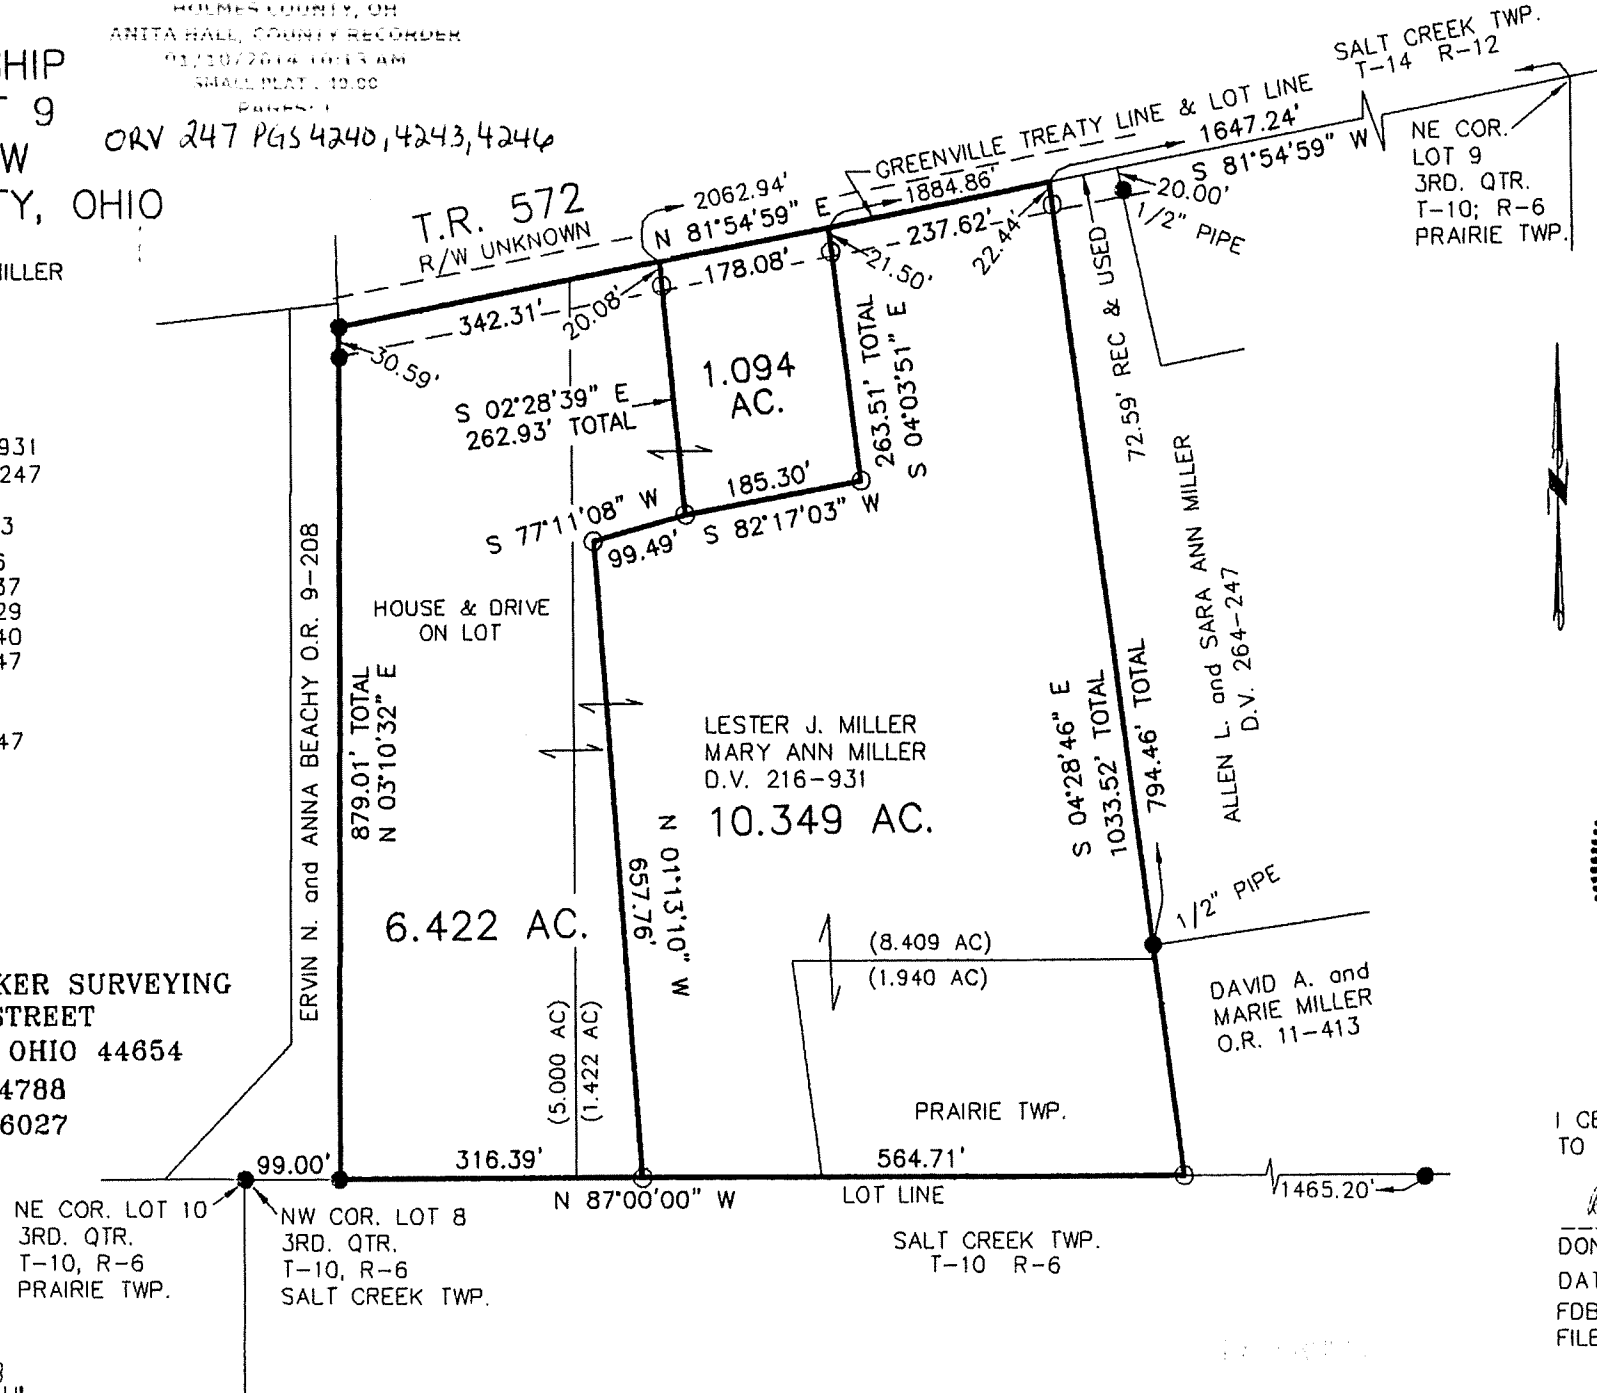 HOLMES COUNTY, OH
ANITA HALL, COUNTY RECORDER
01/10/2014 10:13 AM
SMALL PLAT
HIP
9
W
TY, OHIO
ORV 247 PGS 4240, 4243, 4246
MILLER
931
247
3
6
37
29
40
47
47
KER SURVEYING
STREET
OHIO 44654
4788
6027
T.R. 572
R/W UNKNOWN
2062.94'
N 81°54'59" E
GREENVILLE TREATY LINE & LOT LINE
1884.86'
1647.24'
S 81°54'59" W
SALT CREEK TWP.
T-14 R-12
NE COR.
LOT 9
3RD. QTR.
T-10; R-6
PRAIRIE TWP.
342.31'
20.08'
178.08'
21.50'
237.62'
22.44'
20.00'
1/2" PIPE
30.59'
S 02°28'39" E
262.93' TOTAL
1.094
AC.
263.51' TOTAL
S 04°03'51" E
72.59' REC & USED
185.30'
S 82°17'03" W
S 77°11'08" W
99.49'
HOUSE & DRIVE
ON LOT
ERVIN N. and ANNA BEACHY O.R. 9-208
879.01' TOTAL
N 03°10'32" E
LESTER J. MILLER
MARY ANN MILLER
D.V. 216-931
10.349 AC.
N 01°13'10" W
657.76'
6.422 AC.
S 04°28'46" E
1033.52' TOTAL
794.46' TOTAL
ALLEN L. and SARA ANN MILLER
D.V. 264-247
1/2" PIPE
(8.409 AC)
(1.940 AC)
DAVID A. and
MARIE MILLER
O.R. 11-413
(5.000 AC)
(1.422 AC)
PRAIRIE TWP.
99.00'
316.39'
564.71'
N 87°00'00" W
LOT LINE
1465.20'
NE COR. LOT 10
3RD. QTR.
T-10, R-6
PRAIRIE TWP.
NW COR. LOT 8
3RD. QTR.
T-10, R-6
SALT CREEK TWP.
SALT CREEK TWP.
T-10 R-6
I CE
TO
DON
DAT
FDB
FILE